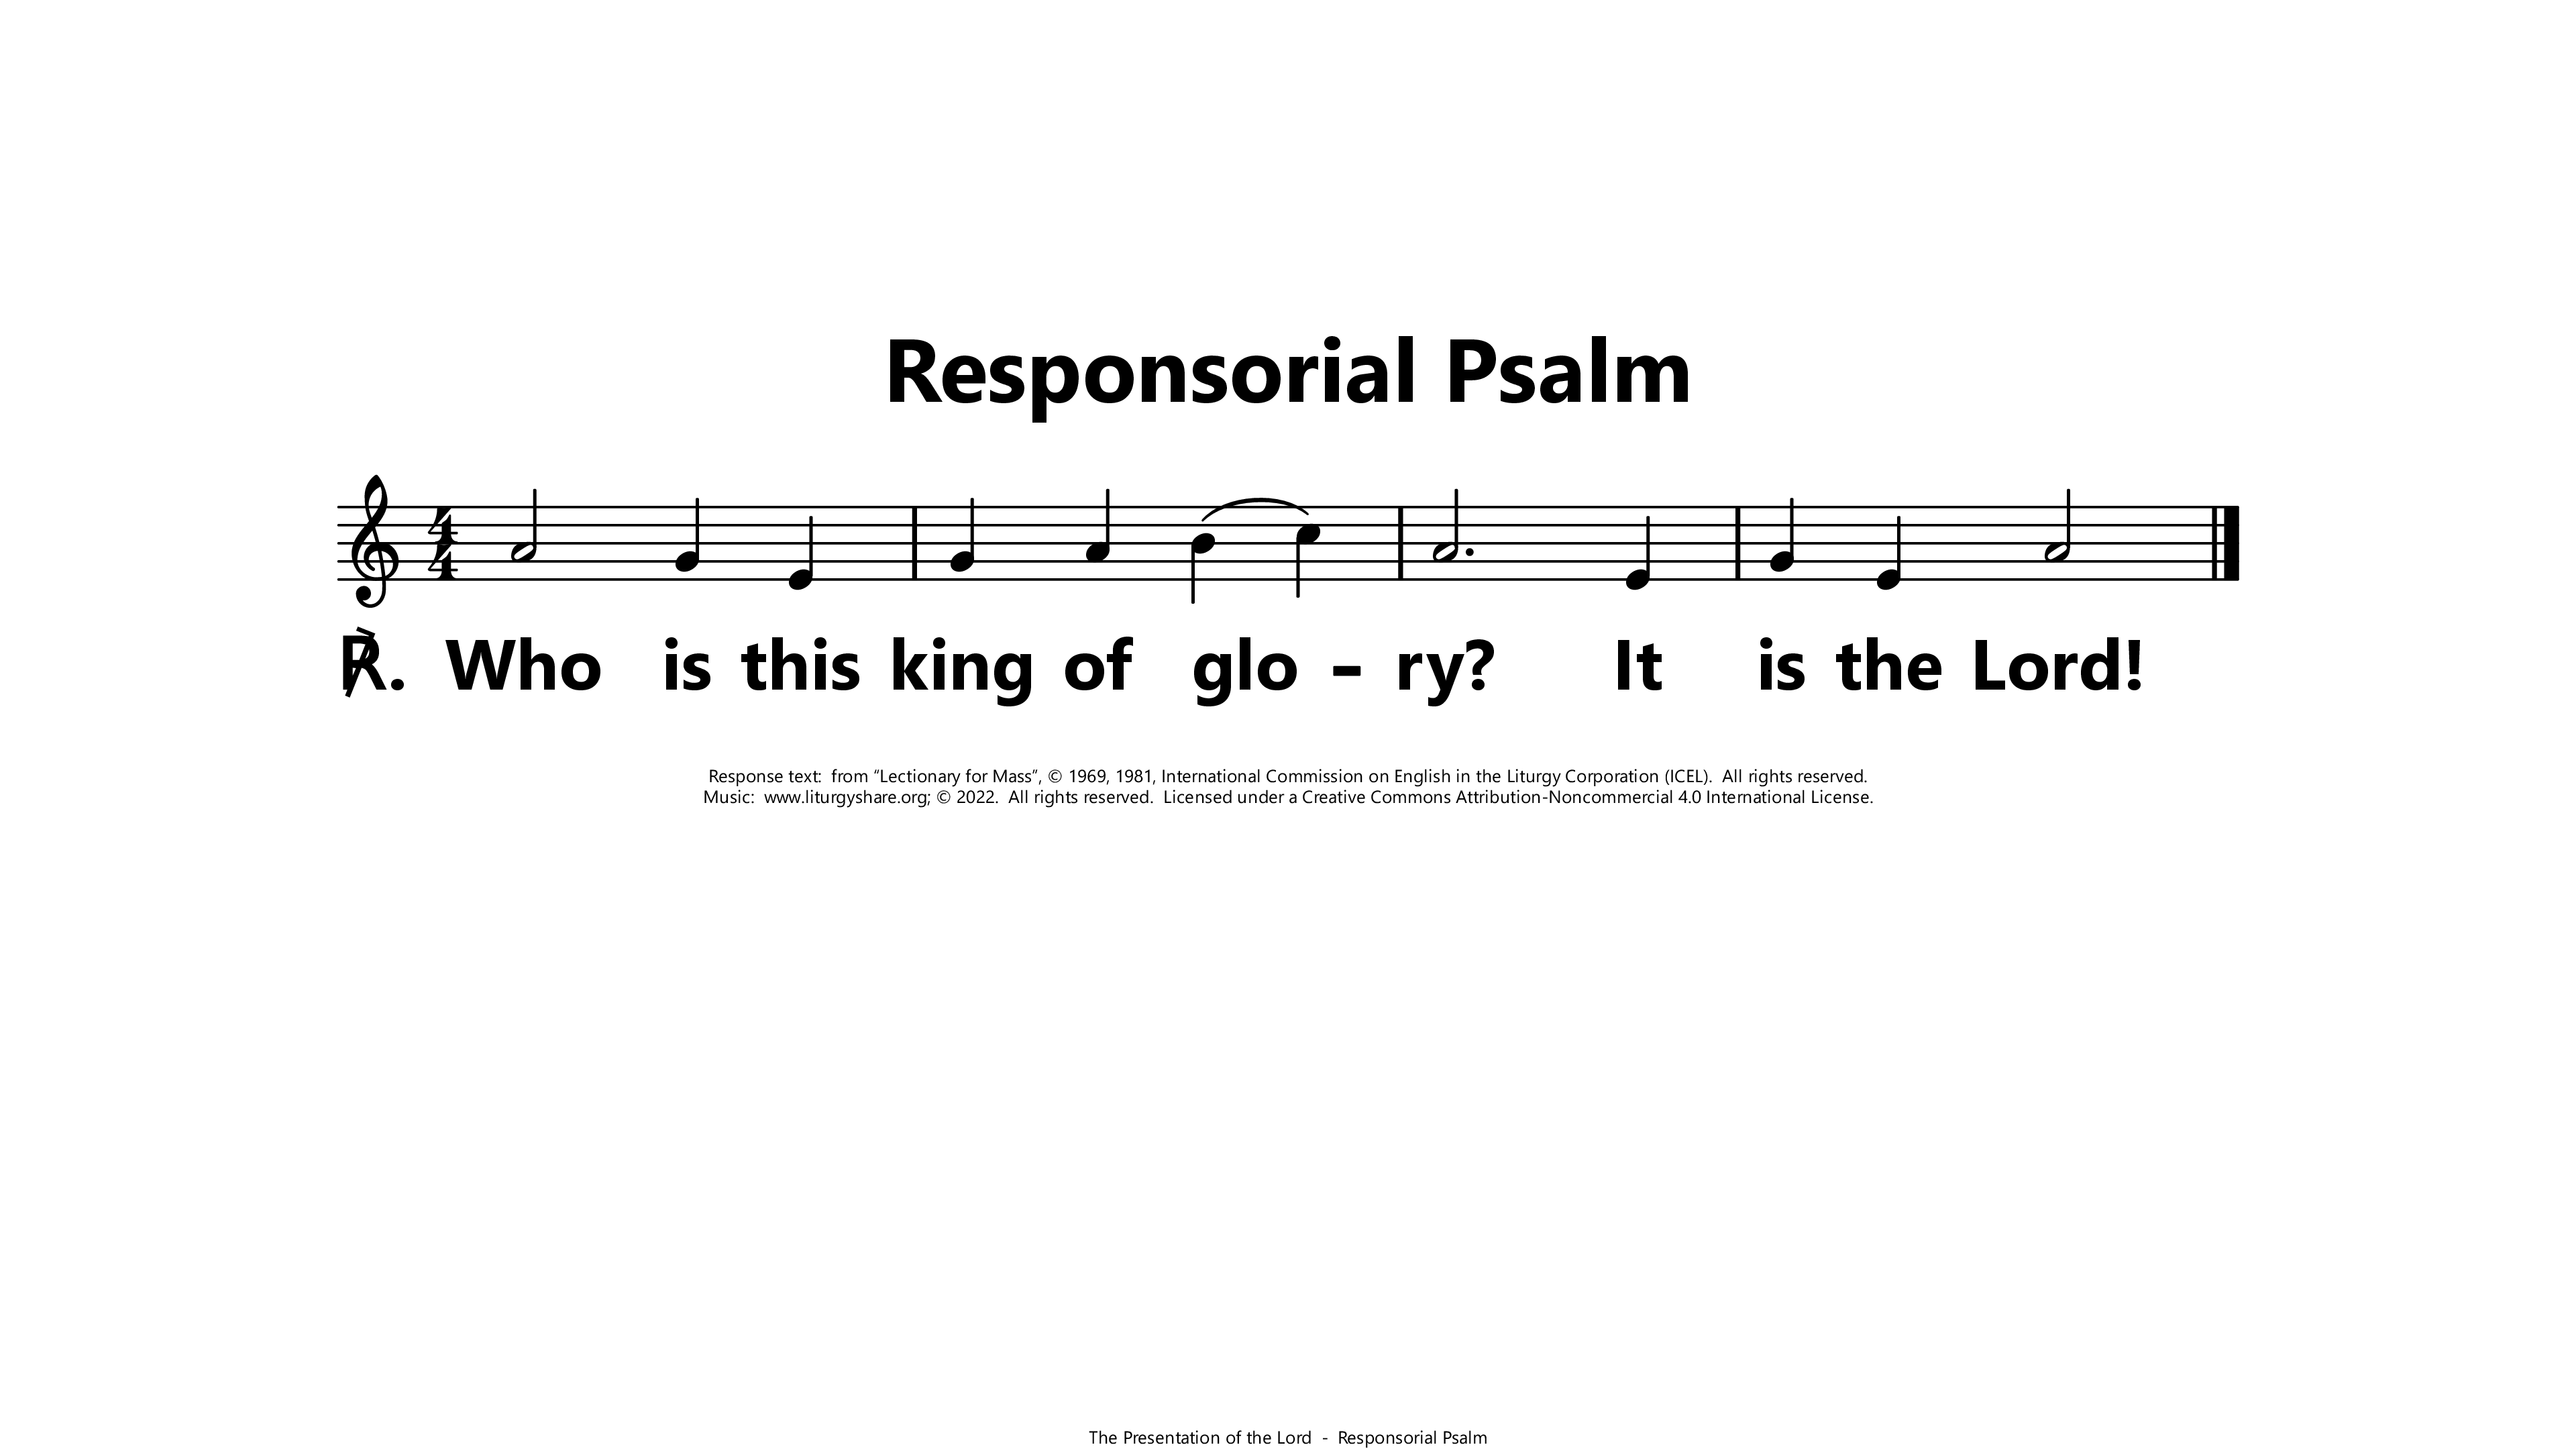 Responsorial Psalm
4
4
℟. Who is this king of glo - ry? It is the Lord!
Response text: from “Lectionary for Mass”, © 1969, 1981, International Commission on English in the Liturgy Corporation (ICEL). All rights reserved.
Music: www.liturgyshare.org; © 2022. All rights reserved. Licensed under a Creative Commons Attribution-Noncommercial 4.0 International License.
The Presentation of the Lord - Responsorial Psalm